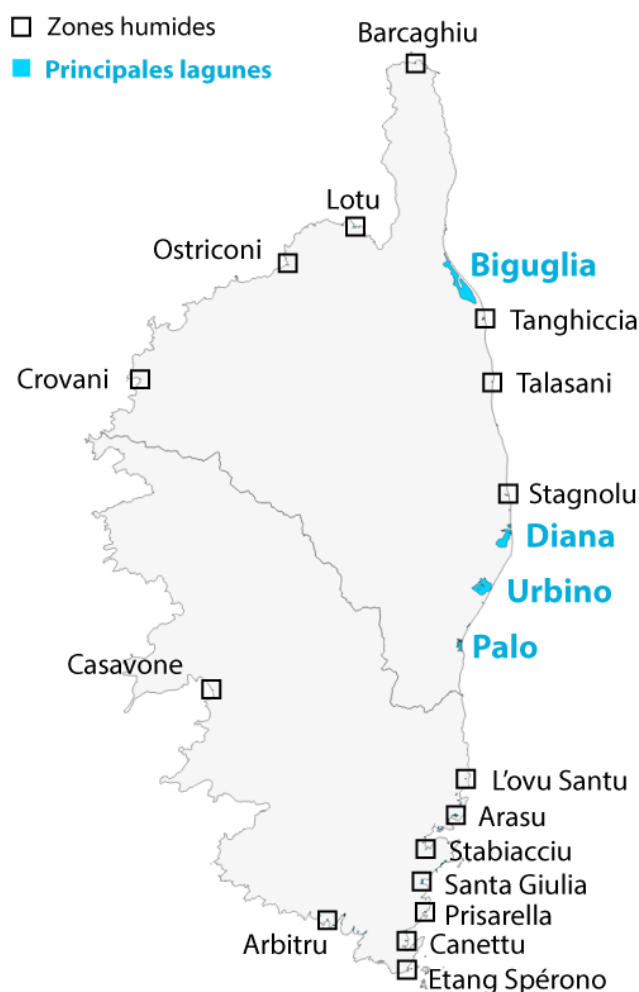 Zones humides
Principales lagunes
Barcaghiu
Lotu
Ostriconi
Biguglia
Tanghiccia
Crovani
Talasani
Stagnolu
Diana
Urbino
Palo
Casavone
L'ovu Santu
Arasu
Stabiacciu
Santa Giulia
Prisarella
Arbitru
Canettu
Etang Spérono